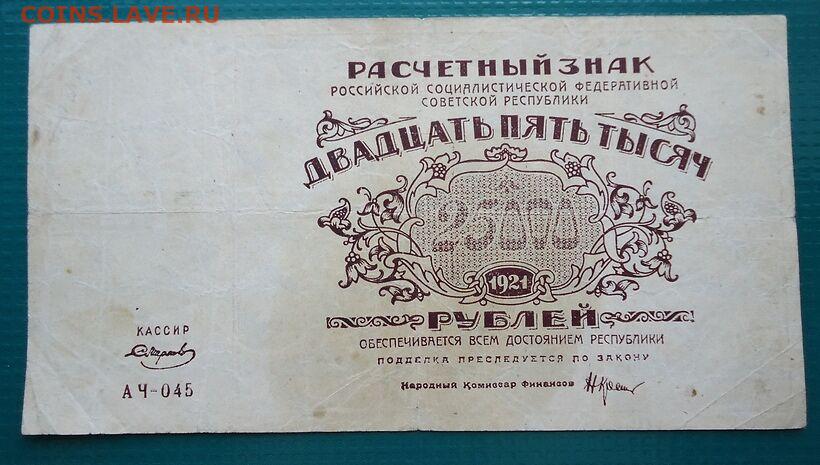 COINS.LAVE.RU
РАСЧЕТНЫЙ ЗНАК
РОССИЙСКОЙ СОЦИАЛИСТИЧЕСКОЙ ФЕДЕРАТИВНОЙ
СОВЕТСКОЙ РЕСПУБЛИКИ
ДВАДЦАТЬ ПЯТЬ ТЫСЯЧ
25000
1921
РУБЛЕЙ
ОБЕСПЕЧИВАЕТСЯ ВСЕМ ДОСТОЯНИЕМ РЕСПУБЛИКИ
ПОДДЕЛКА ПРЕСЛЕДУЕТСЯ ПО ЗАКОНУ
Народный Комиссар Финансов
КАССИР
АЧ-045